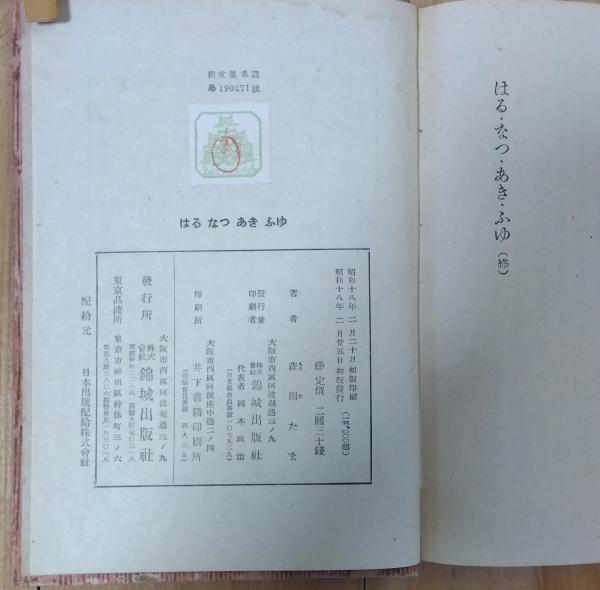 はる・なつ・あき・ふゆ (終)
出文協承認
あ190271號
はる なつ あき ふゆ
昭和十八年 二月二十日 初版印刷
昭和十八年 二月廿五日 初版發行
定價 二圓三十錢
著者 森田たま
大阪市西區阿波堀通三ノ九
發行兼印刷者 株式會社 錦城出版社
代表者 岡本政治
大阪市西區阿波座中通二ノ四
印刷所 井下書籍印刷所
大阪市西區阿波堀通三ノ九
發行所 株式會社 錦城出版社
東京市神田區神保町三ノ六
東京品渡所
配給元 日本出版配給株式會社